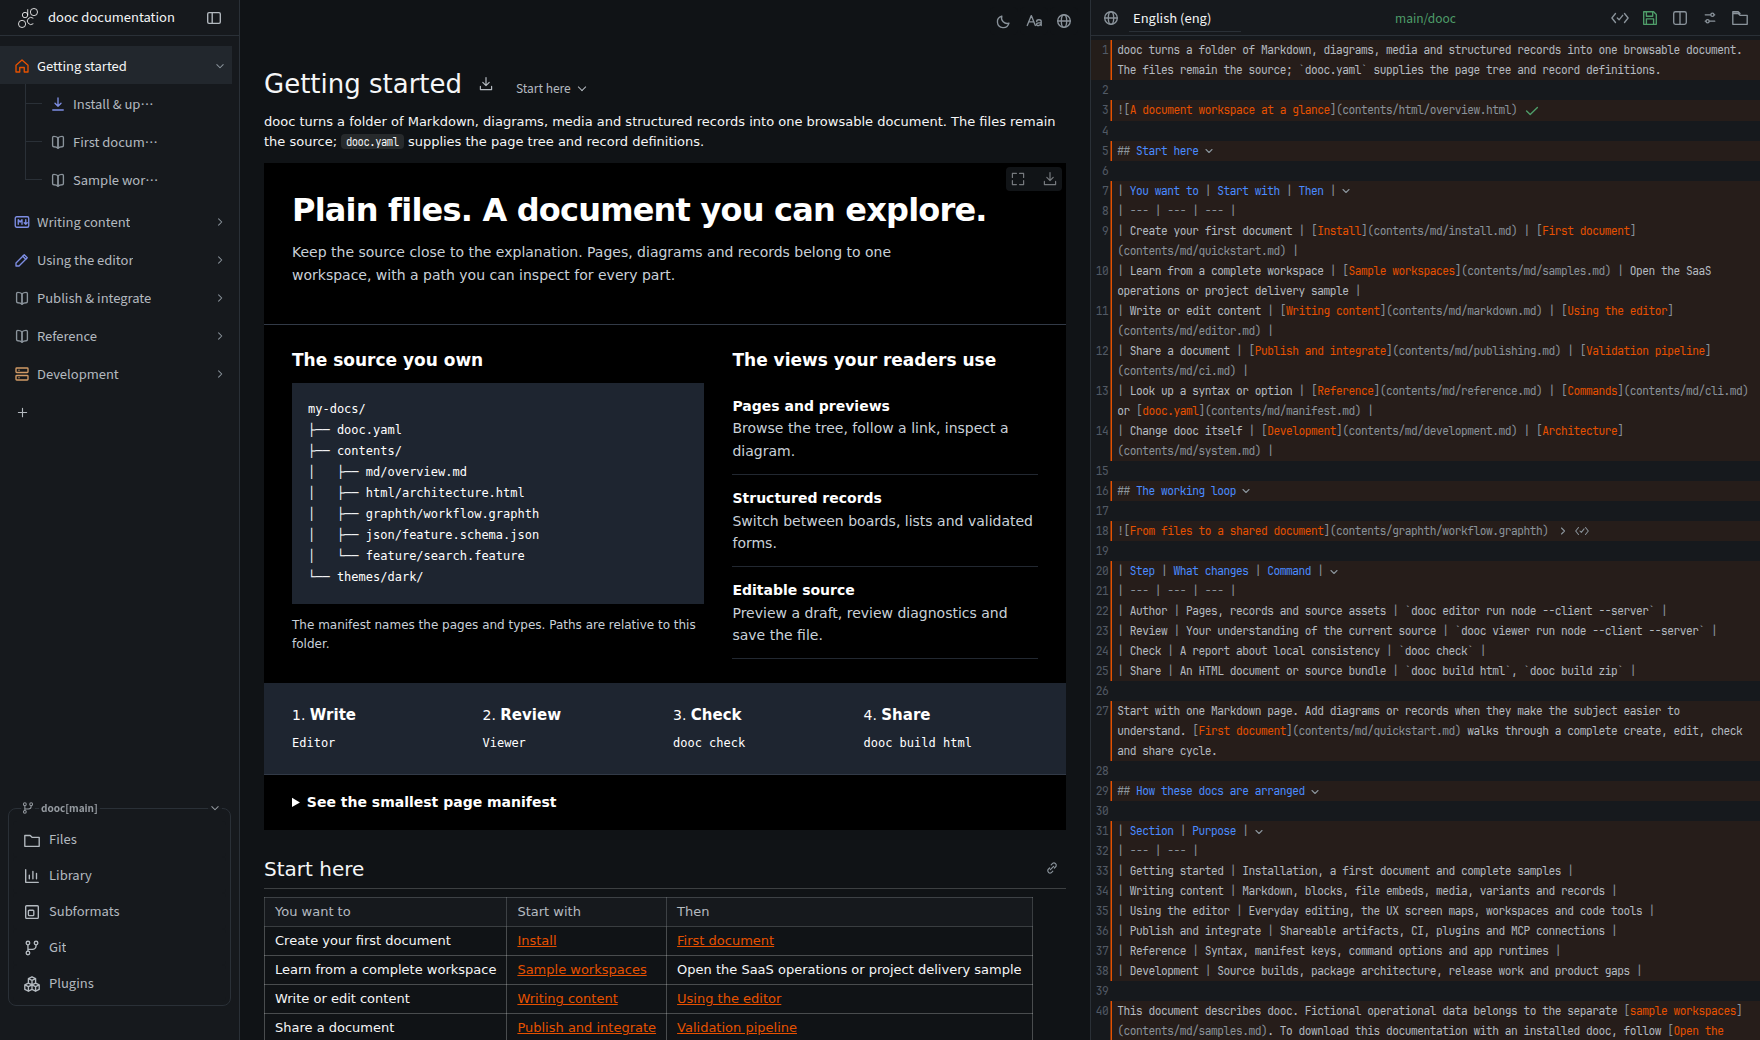 dooc documentation
Getting started
Install & up···
First docum···
Sample wor···
Writing content
Using the editor
Publish & integrate
Reference
Development
+
dooc[main]
Files
Library
Subformats
Git
Plugins
Getting started
Start here
dooc turns a folder of Markdown, diagrams, media and structured records into one browsable document. The files remain
the source; dooc.yaml supplies the page tree and record definitions.
Plain files. A document you can explore.
Keep the source close to the explanation. Pages, diagrams and records belong to one
workspace, with a path you can inspect for every part.
The source you own
my-docs/
├── dooc.yaml
├── contents/
│   ├── md/overview.md
│   ├── html/architecture.html
│   ├── graphth/workflow.graphth
│   ├── json/feature.schema.json
│   └── feature/search.feature
└── themes/dark/
The manifest names the pages and types. Paths are relative to this
folder.
The views your readers use
Pages and previews
Browse the tree, follow a link, inspect a
diagram.
Structured records
Switch between boards, lists and validated
forms.
Editable source
Preview a draft, review diagnostics and
save the file.
1. Write
Editor
2. Review
Viewer
3. Check
dooc check
4. Share
dooc build html
▶ See the smallest page manifest
Start here
You want to | Start with | Then
Create your first document | Install | First document
Learn from a complete workspace | Sample workspaces | Open the SaaS operations or project delivery sample
Write or edit content | Writing content | Using the editor
Share a document | Publish and integrate | Validation pipeline
Aa
English (eng)
main/dooc
1 dooc turns a folder of Markdown, diagrams, media and structured records into one browsable document.
The files remain the source; `dooc.yaml` supplies the page tree and record definitions.
2
3 ![A document workspace at a glance](contents/html/overview.html)
4
5 ## Start here
6
7 | You want to | Start with | Then |
8 | --- | --- | --- |
9 | Create your first document | [Install](contents/md/install.md) | [First document]
(contents/md/quickstart.md) |
10 | Learn from a complete workspace | [Sample workspaces](contents/md/samples.md) | Open the SaaS
operations or project delivery sample |
11 | Write or edit content | [Writing content](contents/md/markdown.md) | [Using the editor]
(contents/md/editor.md) |
12 | Share a document | [Publish and integrate](contents/md/publishing.md) | [Validation pipeline]
(contents/md/ci.md) |
13 | Look up a syntax or option | [Reference](contents/md/reference.md) | [Commands](contents/md/cli.md)
or [dooc.yaml](contents/md/manifest.md) |
14 | Change dooc itself | [Development](contents/md/development.md) | [Architecture]
(contents/md/system.md) |
15
16 ## The working loop
17
18 ![From files to a shared document](contents/graphth/workflow.graphth)
19
20 | Step | What changes | Command |
21 | --- | --- | --- |
22 | Author | Pages, records and source assets | `dooc editor run node --client --server` |
23 | Review | Your understanding of the current source | `dooc viewer run node --client --server` |
24 | Check | A report about local consistency | `dooc check` |
25 | Share | An HTML document or source bundle | `dooc build html`, `dooc build zip` |
26
27 Start with one Markdown page. Add diagrams or records when they make the subject easier to
understand. [First document](contents/md/quickstart.md) walks through a complete create, edit, check
and share cycle.
28
29 ## How these docs are arranged
30
31 | Section | Purpose |
32 | --- | --- |
33 | Getting started | Installation, a first document and complete samples |
34 | Writing content | Markdown, blocks, file embeds, media, variants and records |
35 | Using the editor | Everyday editing, the UX screen maps, workspaces and code tools |
36 | Publish and integrate | Shareable artifacts, CI, plugins and MCP connections |
37 | Reference | Syntax, manifest keys, command options and app runtimes |
38 | Development | Source builds, package architecture, release work and product gaps |
39
40 This document describes dooc. Fictional operational data belongs to the separate [sample workspaces]
(contents/md/samples.md). To download this documentation with an installed dooc, follow [Open the